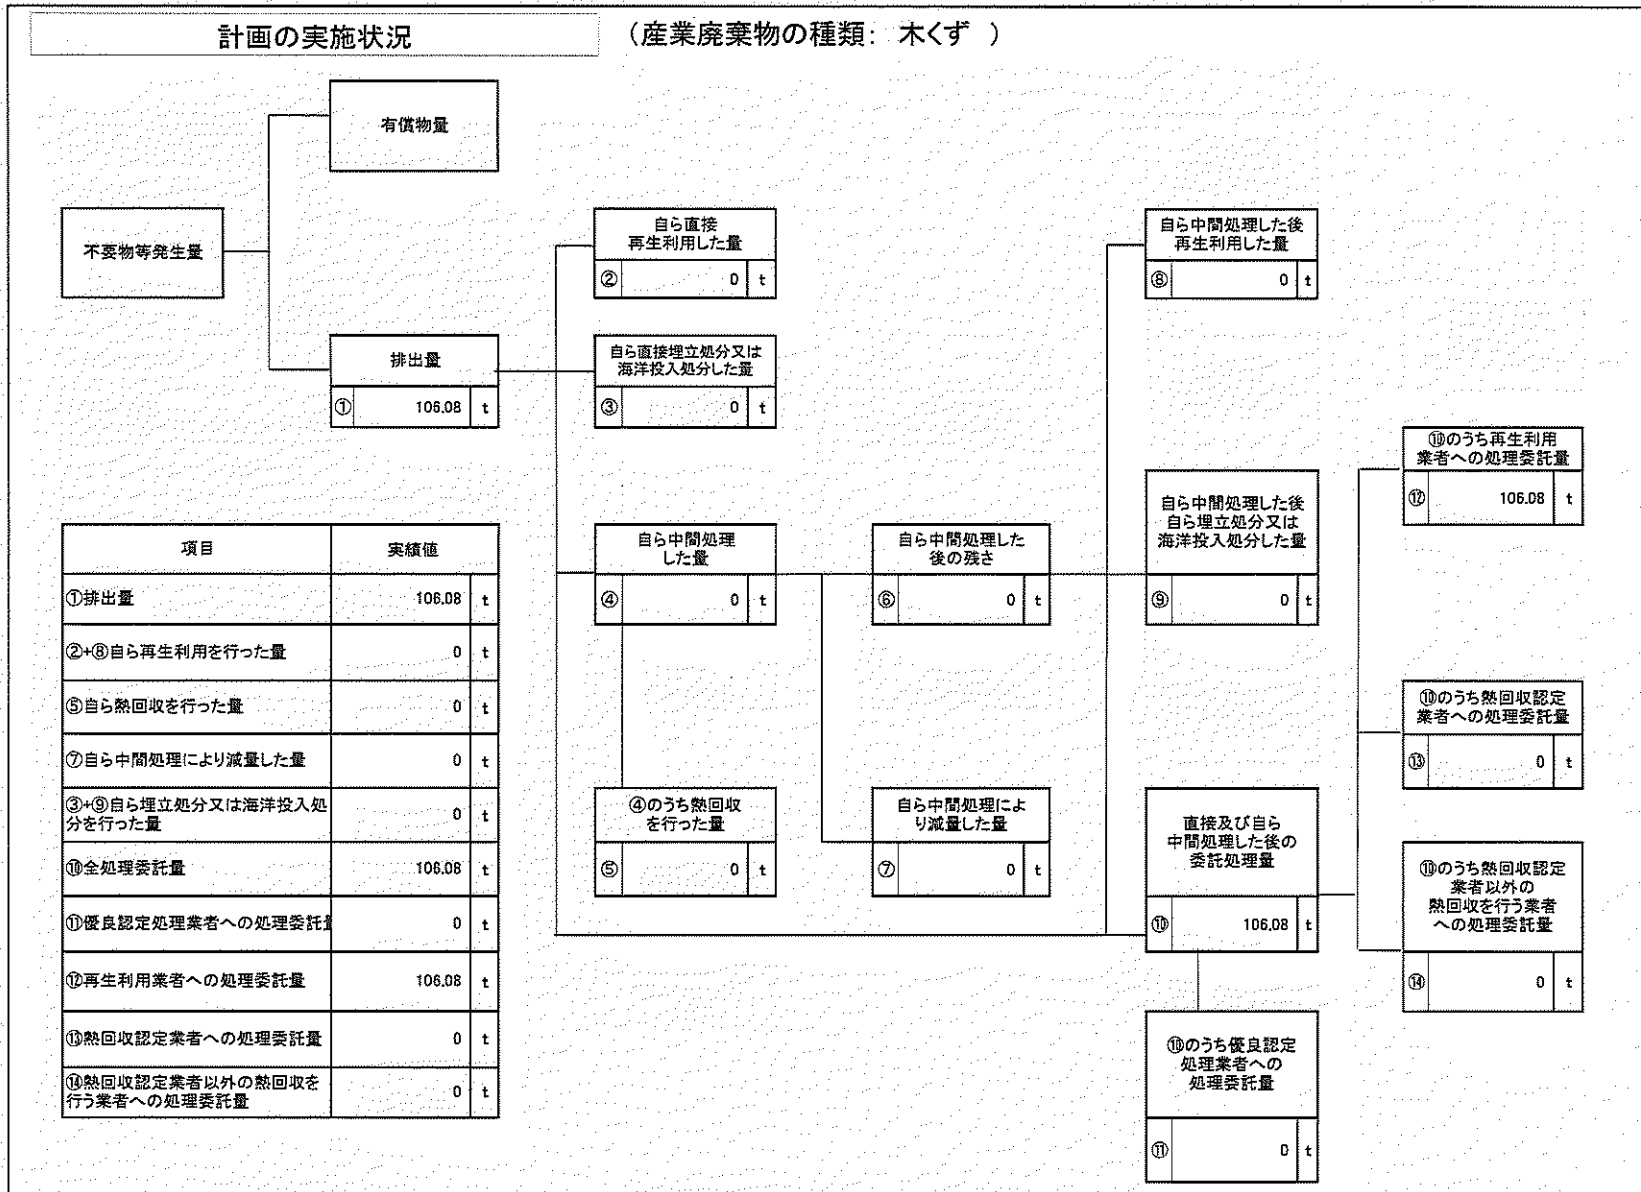 計画の実施状況
（産業廃棄物の種類： 木くず ）
有償物量
不要物等発生量
排出量
① 106.08 t
自ら直接
再生利用した量
② 0 t
自ら直接埋立処分又は
海洋投入処分した量
③ 0 t
自ら中間処理
した量
④ 0 t
④のうち熱回収
を行った量
⑤ 0 t
自ら中間処理した
後の残さ
⑥ 0 t
自ら中間処理によ
り減量した量
⑦ 0 t
自ら中間処理した後
再生利用した量
⑧ 0 t
自ら中間処理した後
自ら埋立処分又は
海洋投入処分した量
⑨ 0 t
直接及び自ら
中間処理した後の
委託処理量
⑩ 106.08 t
⑩のうち優良認定
処理業者への
処理委託量
⑪ 0 t
⑩のうち再生利用
業者への処理委託量
⑫ 106.08 t
⑩のうち熱回収認定
業者への処理委託量
⑬ 0 t
⑩のうち熱回収認定
業者以外の
熱回収を行う業者
への処理委託量
⑭ 0 t
項目 実績値
①排出量 106.08 t
②+⑧自ら再生利用を行った量 0 t
⑤自ら熱回収を行った量 0 t
⑦自ら中間処理により減量した量 0 t
③+⑨自ら埋立処分又は海洋投入処
分を行った量 0 t
⑩全処理委託量 106.08 t
⑪優良認定処理業者への処理委託量 0 t
⑫再生利用業者への処理委託量 106.08 t
⑬熱回収認定業者への処理委託量 0 t
⑭熱回収認定業者以外の熱回収を
行う業者への処理委託量 0 t